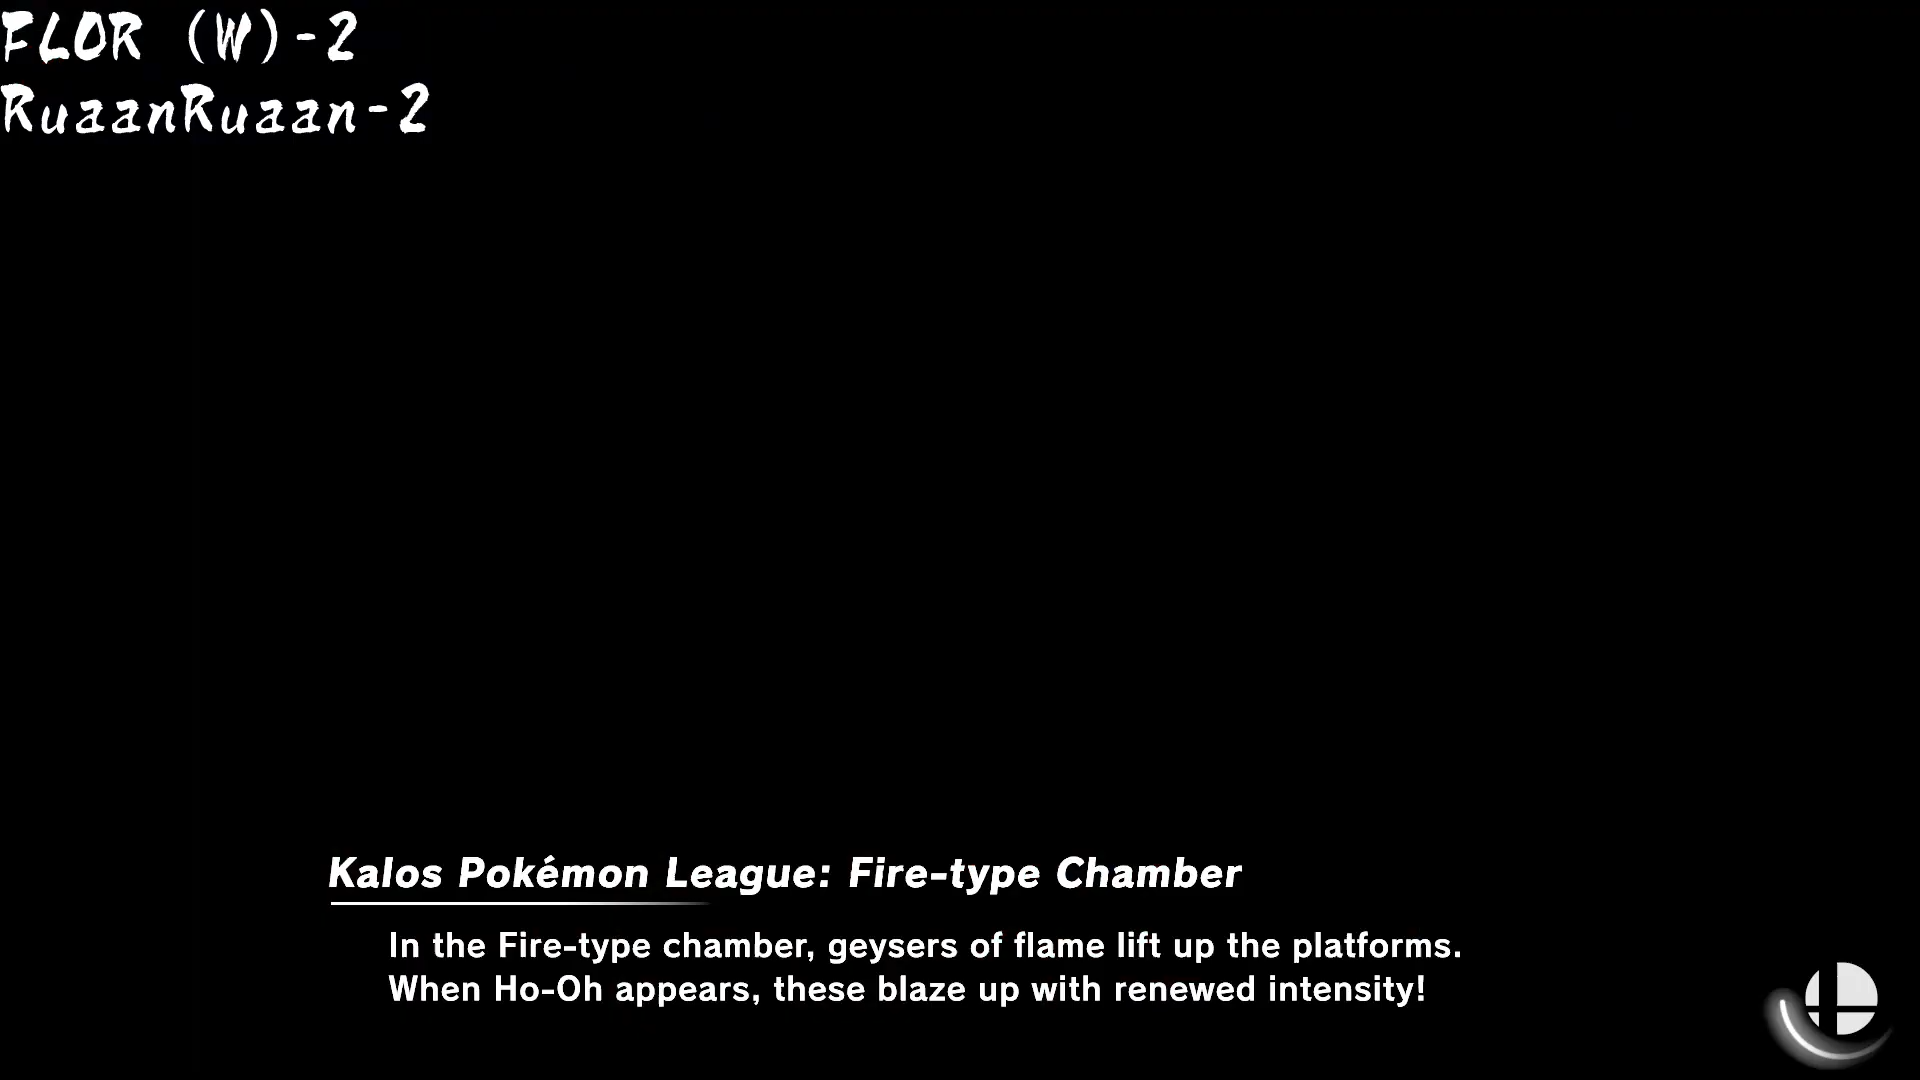 FLOR (W)-2
RuaanRuaan-2
Kalos Pokémon League: Fire-type Chamber
In the Fire-type chamber, geysers of flame lift up the platforms.
When Ho-Oh appears, these blaze up with renewed intensity!